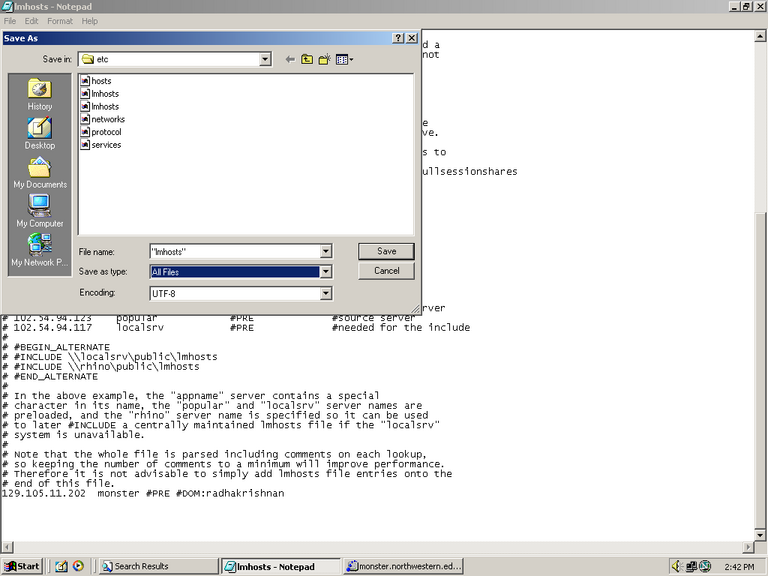 lmhosts - Notepad
File Edit Format Help
Save As
Save in: etc
hosts
lmhosts
lmhosts
networks
protocol
services
History
Desktop
My Documents
My Computer
My Network P...
File name: "lmhosts" Save
Save as type: All Files Cancel
Encoding: UTF-8
d a
not
e
ve.
s to
ullsessionshares
rver
# 102.54.94.123 popular #PRE #source server
# 102.54.94.117 localsrv #PRE #needed for the include
#
# #BEGIN_ALTERNATE
# #INCLUDE \\localsrv\public\lmhosts
# #INCLUDE \\rhino\public\lmhosts
# #END_ALTERNATE
#
# In the above example, the "appname" server contains a special
# character in its name, the "popular" and "localsrv" server names are
# preloaded, and the "rhino" server name is specified so it can be used
# to later #INCLUDE a centrally maintained lmhosts file if the "localsrv"
# system is unavailable.
#
# Note that the whole file is parsed including comments on each lookup,
# so keeping the number of comments to a minimum will improve performance.
# Therefore it is not advisable to simply add lmhosts file entries onto the
# end of this file.
129.105.11.202 monster #PRE #DOM:radhakrishnan
Start Search Results lmhosts - Notepad monster.northwestern.ed... 2:42 PM